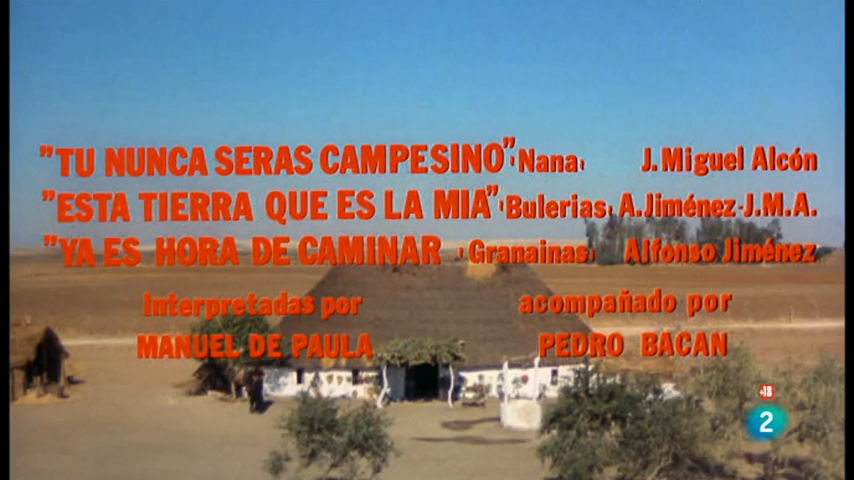 "TU NUNCA SERAS CAMPESINO" (Nana) J. Miguel Alcón
"ESTA TIERRA QUE ES LA MIA" (Bulerias) A. Jiménez-J.M.A.
"YA ES HORA DE CAMINAR (Granainas) Alfonso Jiménez
Interpretadas por acompañado por
MANUEL DE PAULA PEDRO BACAN
+18
2